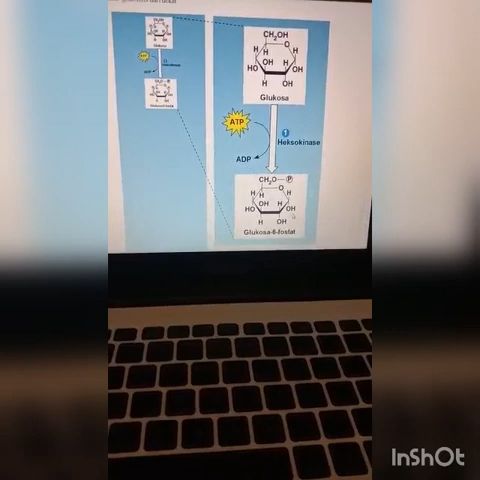 CH₂OH
O
H
H
H
OH
H
HO
OH
H
OH
Glukosa
ATP
1
Heksokinase
ADP
CH₂O—P
O
H
H
H
OH
H
HO
OH
H
OH
Glukosa-6-fosfat
InShOt